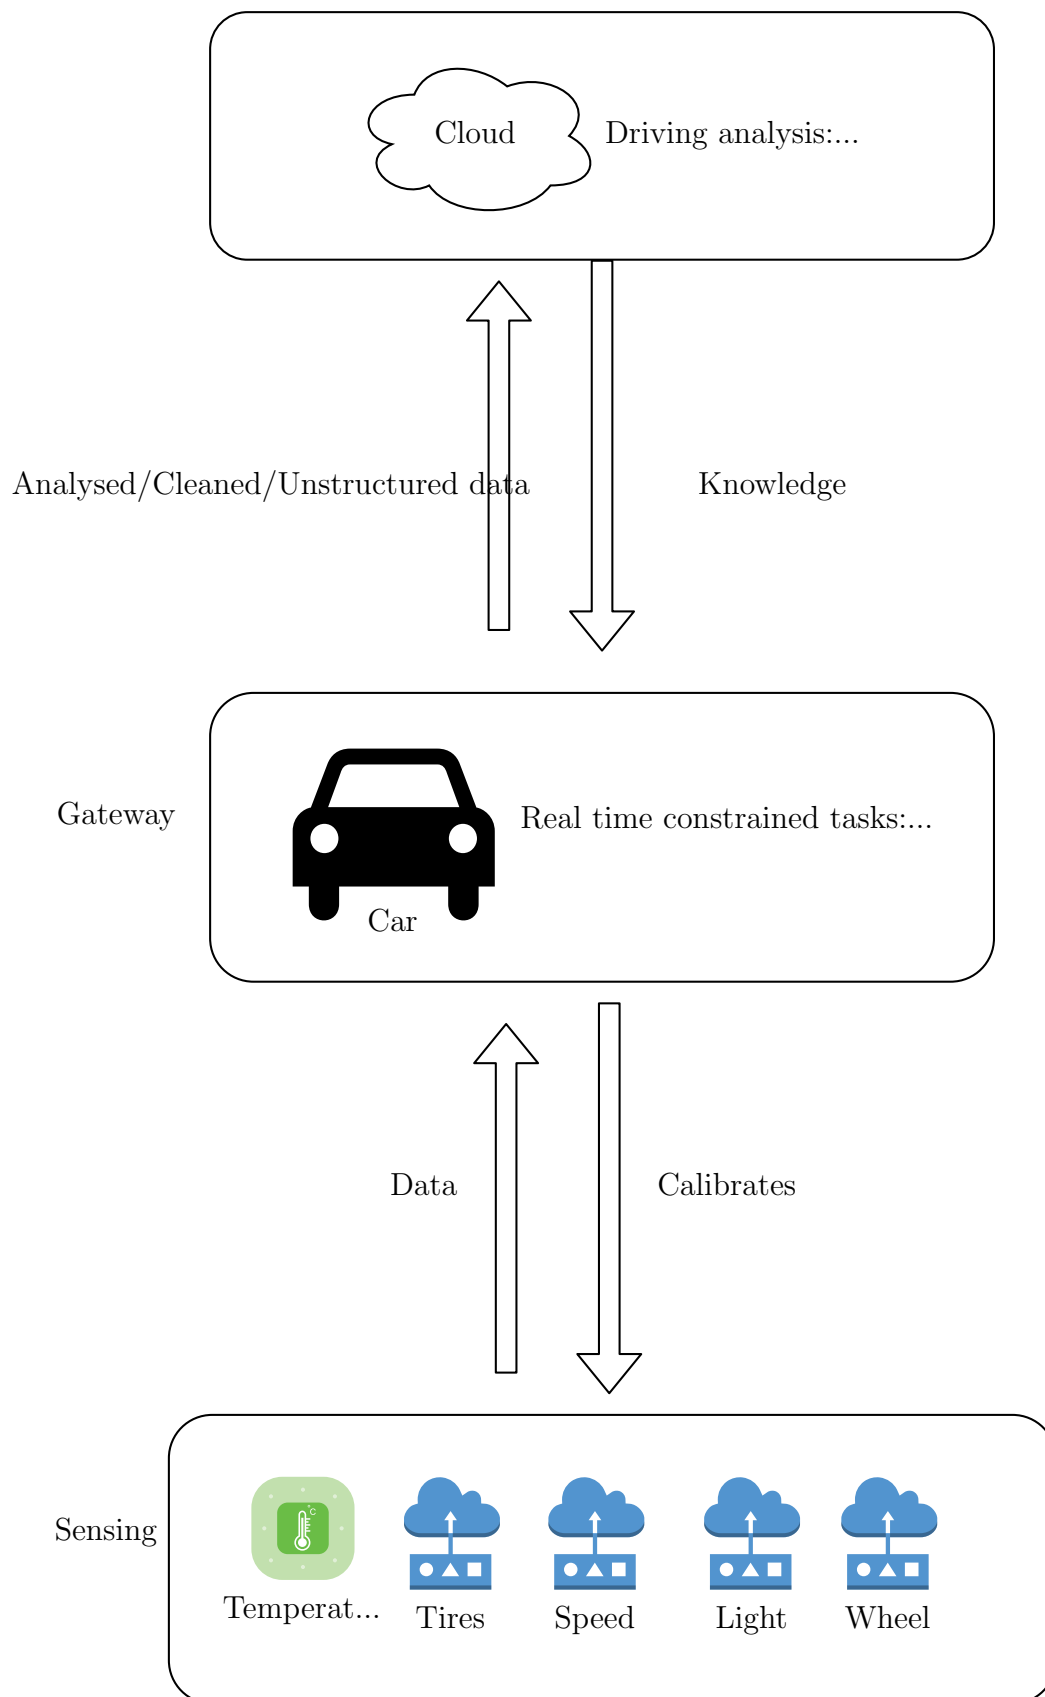 Cloud
Driving analysis:...
Analysed/Cleaned/Unstructured data
Knowledge
Gateway
Real time constrained tasks:...
Car
Data
Calibrates
Sensing
°C
Temperat...
Tires
Speed
Light
Wheel